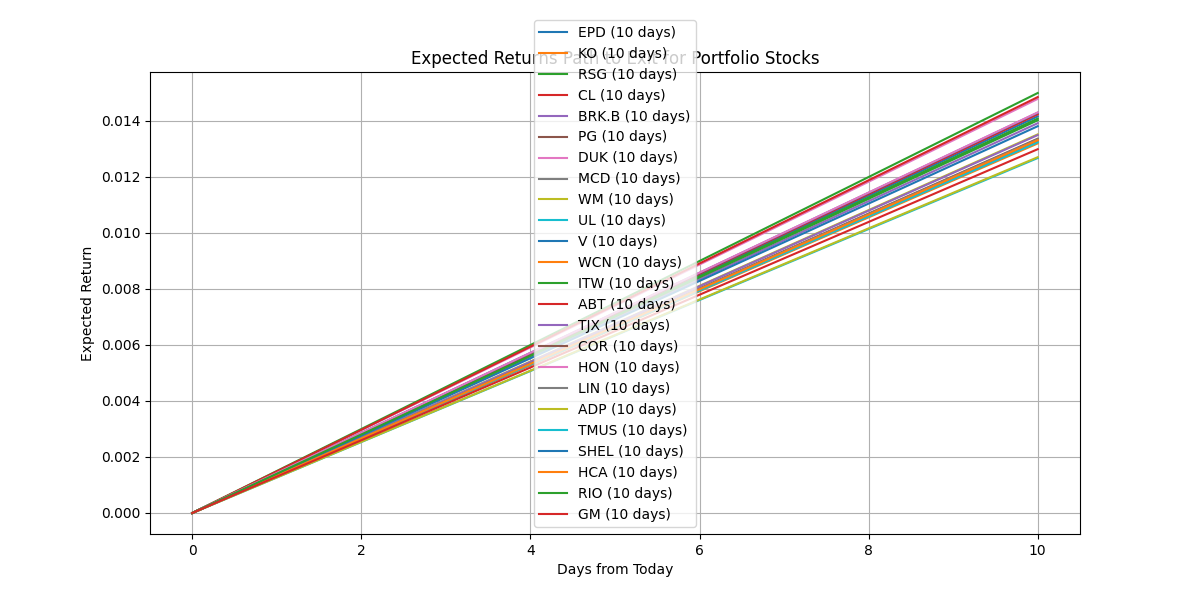 Expected Returns Path to Exit for Portfolio Stocks
EPD (10 days)
KO (10 days)
RSG (10 days)
CL (10 days)
BRK.B (10 days)
PG (10 days)
DUK (10 days)
MCD (10 days)
WM (10 days)
UL (10 days)
V (10 days)
WCN (10 days)
ITW (10 days)
ABT (10 days)
TJX (10 days)
COR (10 days)
HON (10 days)
LIN (10 days)
ADP (10 days)
TMUS (10 days)
SHEL (10 days)
HCA (10 days)
RIO (10 days)
GM (10 days)
Expected Return
0.014
0.012
0.010
0.008
0.006
0.004
0.002
0.000
0 2 4 6 8 10
Days from Today